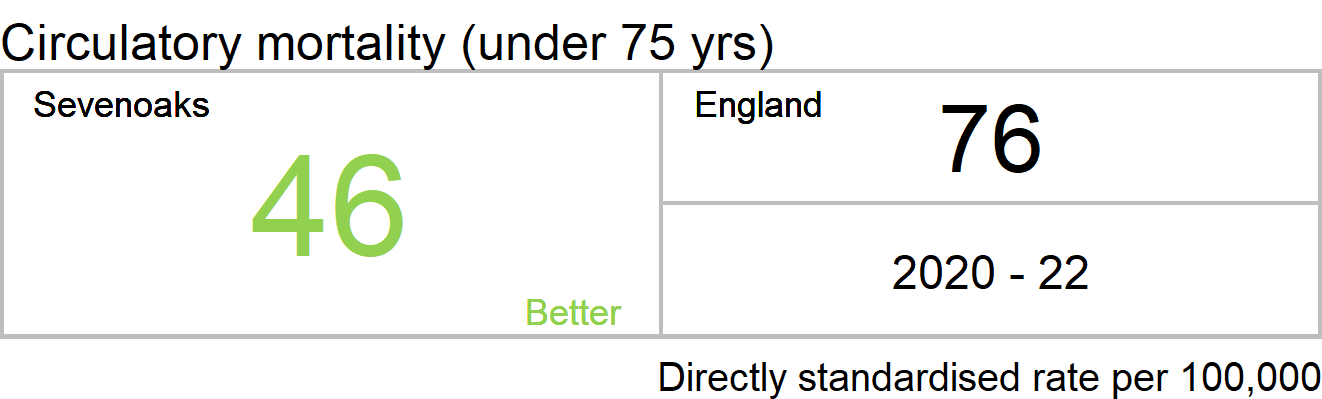 Circulatory mortality (under 75 yrs)
Sevenoaks
46
Better
England
76
2020 - 22
Directly standardised rate per 100,000